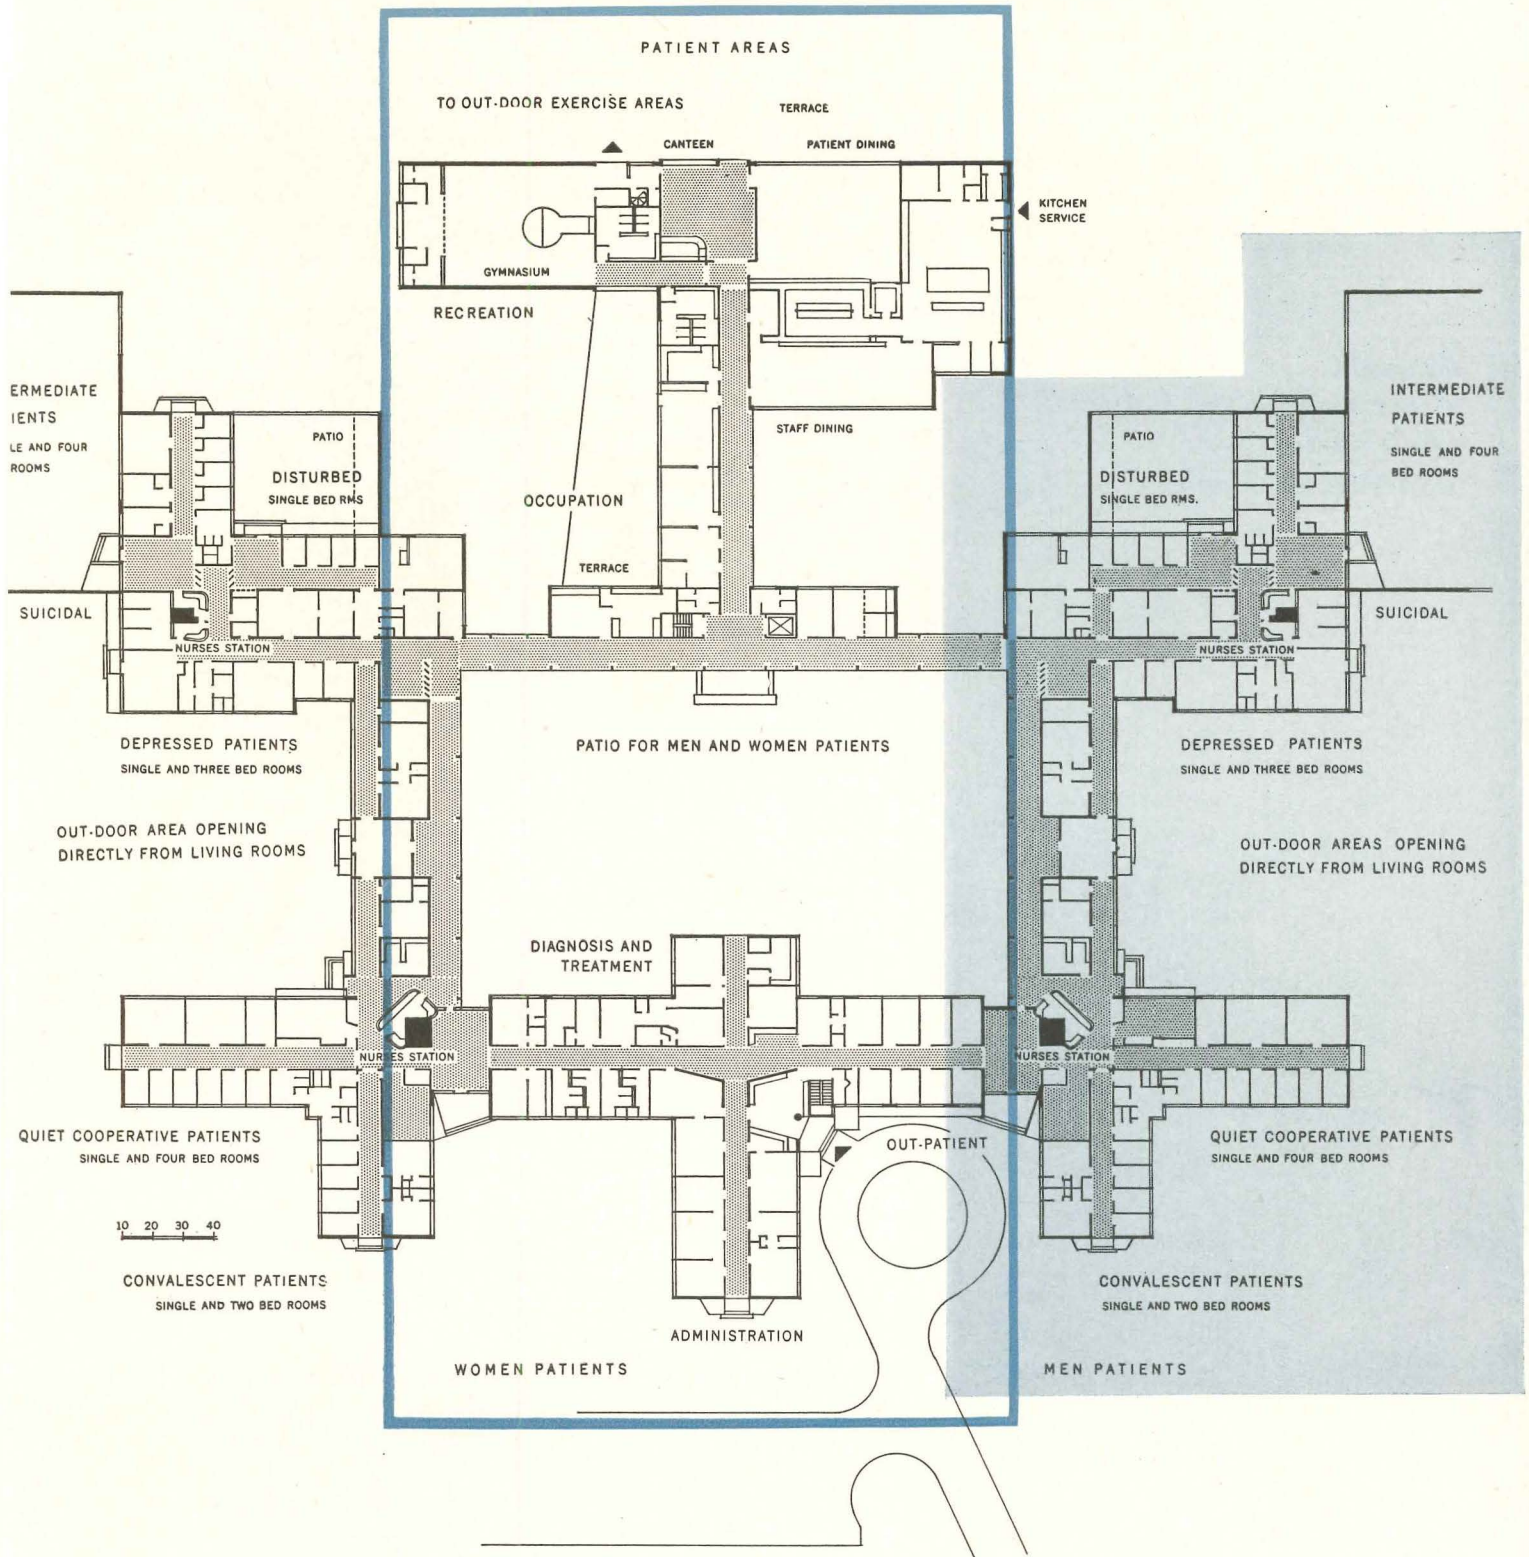 PATIENT AREAS
TO OUT-DOOR EXERCISE AREAS
TERRACE
CANTEEN
PATIENT DINING
KITCHEN
SERVICE
GYMNASIUM
RECREATION
ERMEDIATE
IENTS
LE AND FOUR
ROOMS
PATIO
DISTURBED
SINGLE BED RMS
STAFF DINING
OCCUPATION
TERRACE
PATIO
DISTURBED
SINGLE BED RMS.
INTERMEDIATE
PATIENTS
SINGLE AND FOUR
BED ROOMS
SUICIDAL
NURSES STATION
NURSES STATION
SUICIDAL
DEPRESSED PATIENTS
SINGLE AND THREE BED ROOMS
PATIO FOR MEN AND WOMEN PATIENTS
DEPRESSED PATIENTS
SINGLE AND THREE BED ROOMS
OUT-DOOR AREA OPENING
DIRECTLY FROM LIVING ROOMS
OUT-DOOR AREAS OPENING
DIRECTLY FROM LIVING ROOMS
DIAGNOSIS AND
TREATMENT
NURSES STATION
NURSES STATION
QUIET COOPERATIVE PATIENTS
SINGLE AND FOUR BED ROOMS
OUT-PATIENT
QUIET COOPERATIVE PATIENTS
SINGLE AND FOUR BED ROOMS
10 20 30 40
CONVALESCENT PATIENTS
SINGLE AND TWO BED ROOMS
CONVALESCENT PATIENTS
SINGLE AND TWO BED ROOMS
ADMINISTRATION
WOMEN PATIENTS
MEN PATIENTS